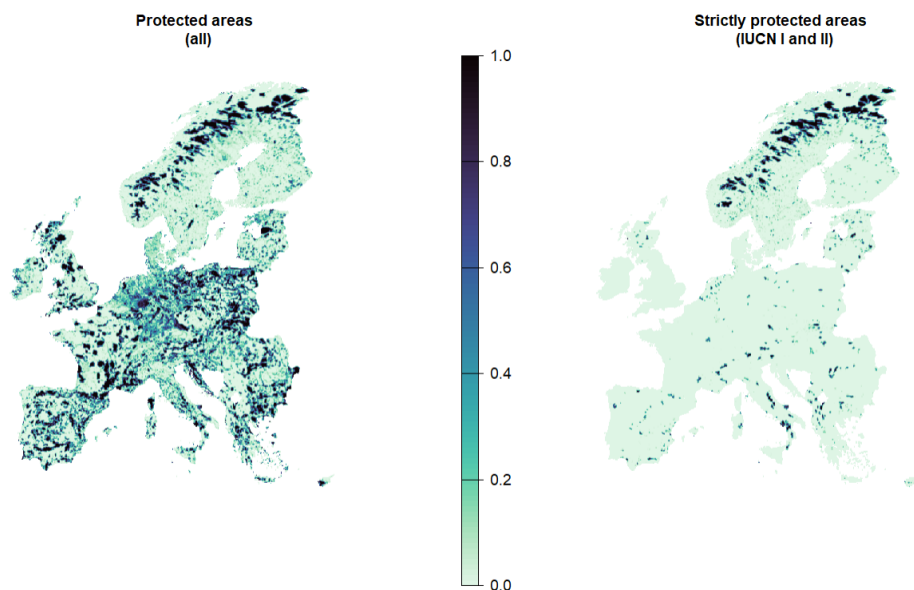 Protected areas
(all)
Strictly protected areas
(IUCN I and II)
1.0
0.8
0.6
0.4
0.2
0.0